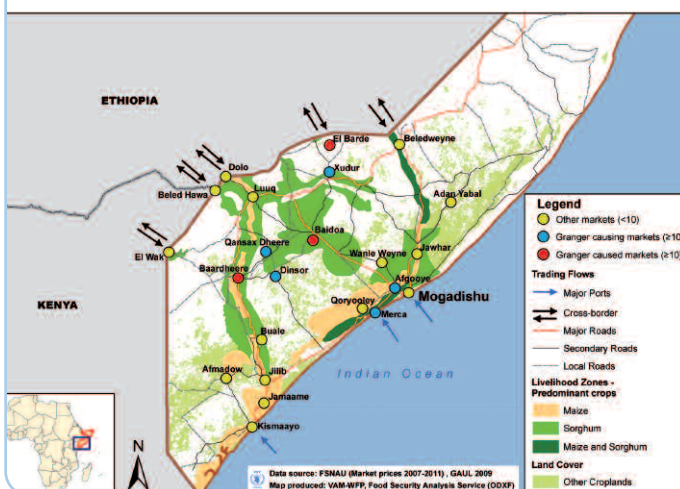 ETHIOPIA
El Barde
Beledweyne
Xudur
Dolo
Beled Hawa
Luuq
Adan Yabal
Baidoa
Qansax Dheere
Wanle Weyne
Jawhar
El Wak
Baardheere
Dinsor
Afgooye
Mogadishu
KENYA
Qoryooley
Merca
Buale
Indian Ocean
Afmadow
Jilib
Jamaame
Kismaayo
N
Legend
Other markets (<10)
Granger causing markets (≥10)
Granger caused markets (≥10)
Trading Flows
Major Ports
Cross-border
Major Roads
Secondary Roads
Local Roads
Livelihood Zones -
Predominant crops
Maize
Sorghum
Maize and Sorghum
Land Cover
Other Croplands
Data source: FSNAU (Market prices 2007-2011) , GAUL 2009
Map produced: VAM-WFP, Food Security Analysis Service (ODXF)